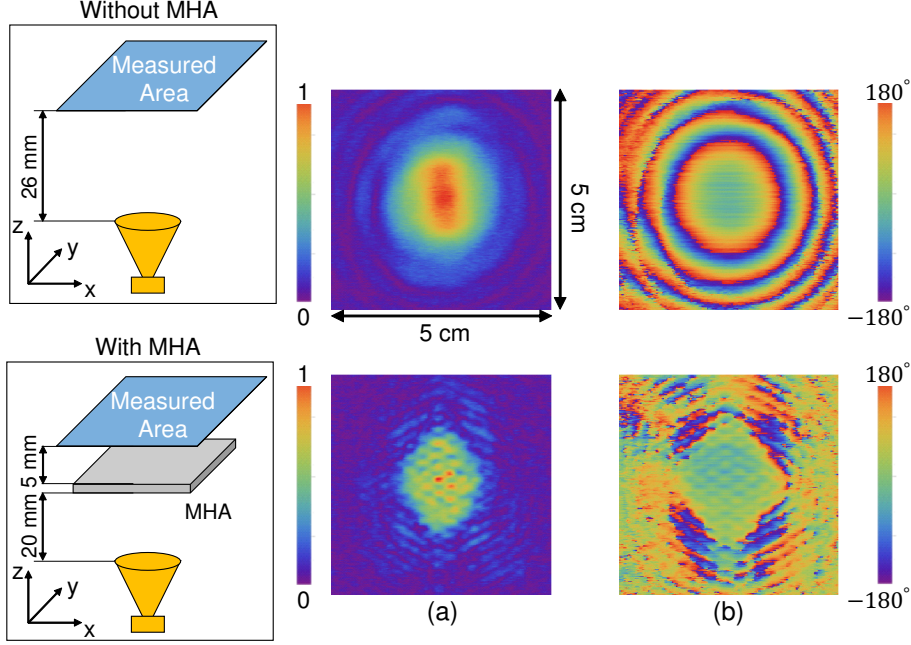 Without MHA
Measured
Area
26 mm
z
y
x
1
0
5 cm
5 cm
180°
−180°
With MHA
Measured
Area
5 mm
MHA
20 mm
z
y
x
1
0
(a)
180°
−180°
(b)